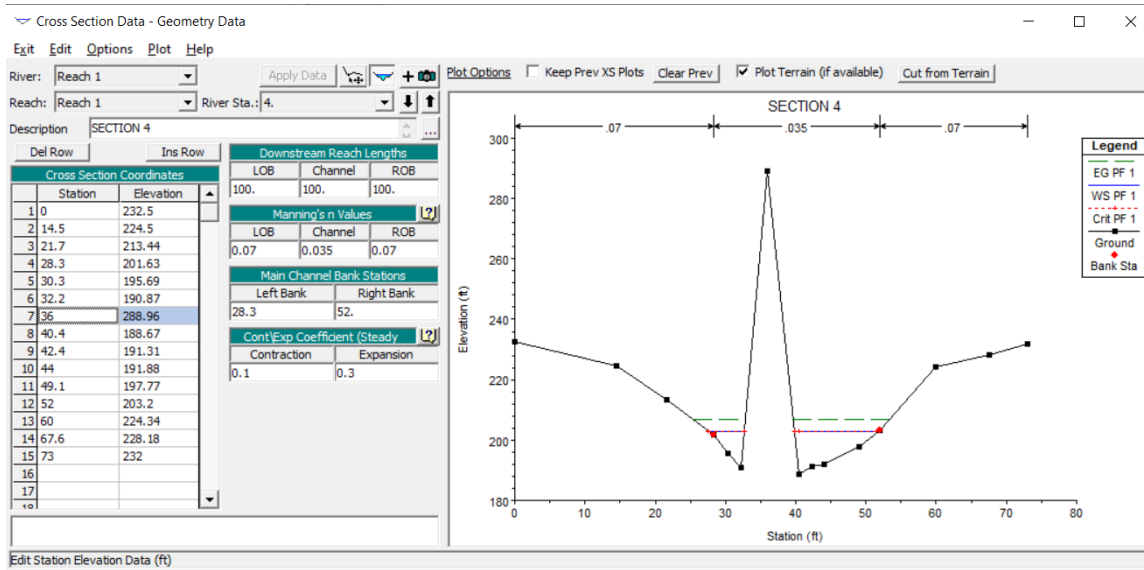 Cross Section Data - Geometry Data
Exit Edit Options Plot Help
River: Reach 1 Apply Data + Plot Options Keep Prev XS Plots Clear Prev Plot Terrain (if available) Cut from Terrain
Reach: Reach 1 River Sta.: 4.
Description SECTION 4 ...
Del Row Ins Row
Cross Section Coordinates
Station Elevation
1 0 232.5
2 14.5 224.5
3 21.7 213.44
4 28.3 201.63
5 30.3 195.69
6 32.2 190.87
7 36 288.96
8 40.4 188.67
9 42.4 191.31
10 44 191.88
11 49.1 197.77
12 52 203.2
13 60 224.34
14 67.6 228.18
15 73 232
16
17
18
Downstream Reach Lengths
LOB Channel ROB
100. 100. 100.
Manning's n Values ?
LOB Channel ROB
0.07 0.035 0.07
Main Channel Bank Stations
Left Bank Right Bank
28.3 52.
Cont\Exp Coefficient (Steady ?
Contraction Expansion
0.1 0.3
SECTION 4
.07 .035 .07
300
280
260
240
220
200
180
Elevation (ft)
0 10 20 30 40 50 60 70 80
Station (ft)
Legend
EG PF 1
WS PF 1
Crit PF 1
Ground
Bank Sta
Edit Station Elevation Data (ft)